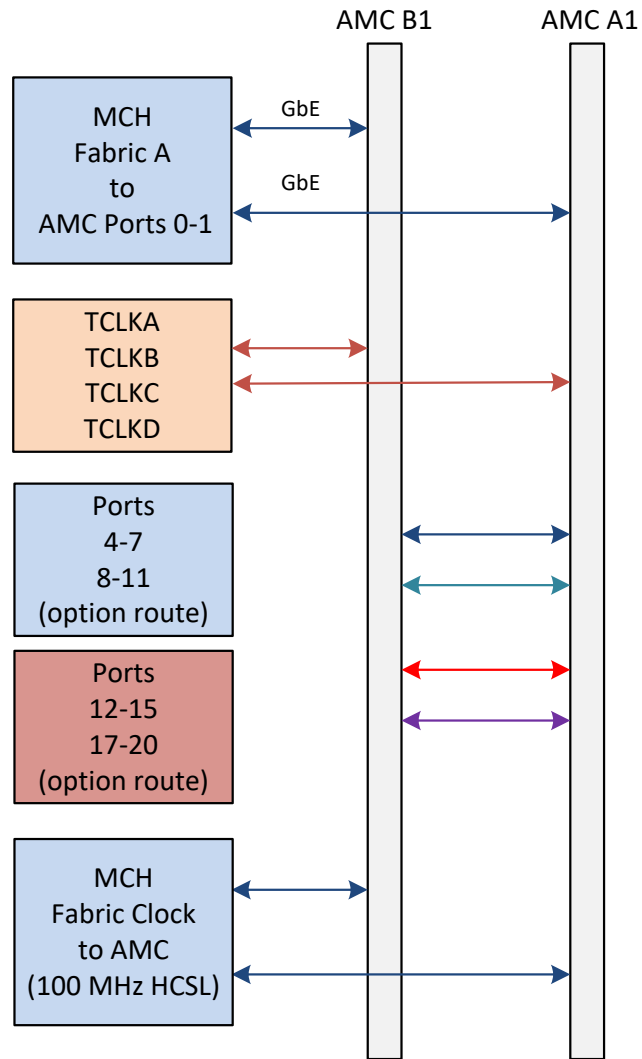 AMC B1
AMC A1
MCH
Fabric A
to
AMC Ports 0-1
GbE
GbE
TCLKA
TCLKB
TCLKC
TCLKD
Ports
4-7
8-11
(option route)
Ports
12-15
17-20
(option route)
MCH
Fabric Clock
to AMC
(100 MHz HCSL)